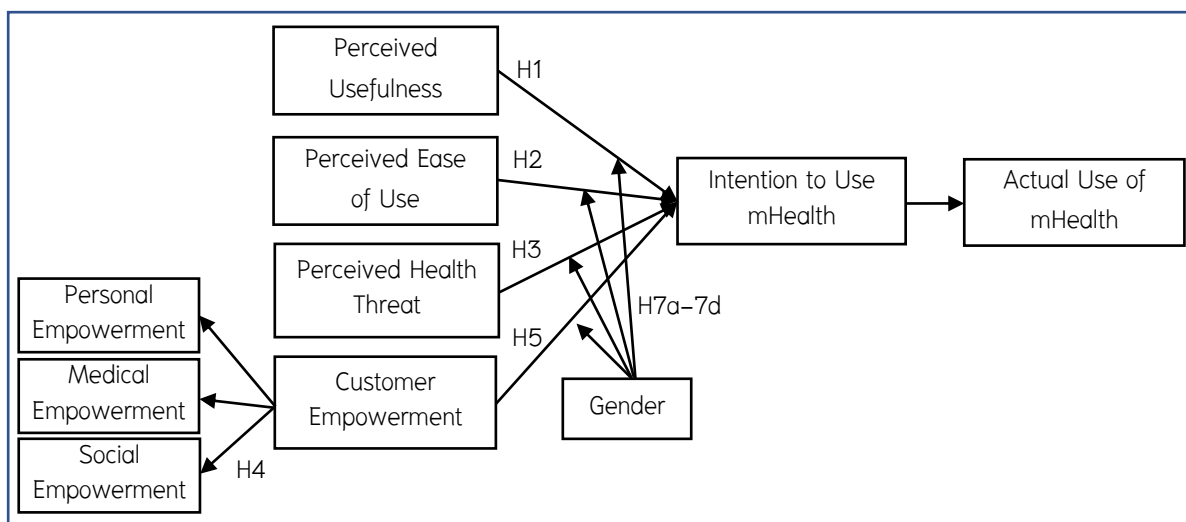 Perceived
Usefulness
H1
Perceived Ease
of Use
H2
Intention to Use
mHealth
Actual Use of
mHealth
Perceived Health
Threat
H3
Personal
Empowerment
H7a-7d
H5
Medical
Empowerment
Customer
Empowerment
Gender
Social
Empowerment
H4